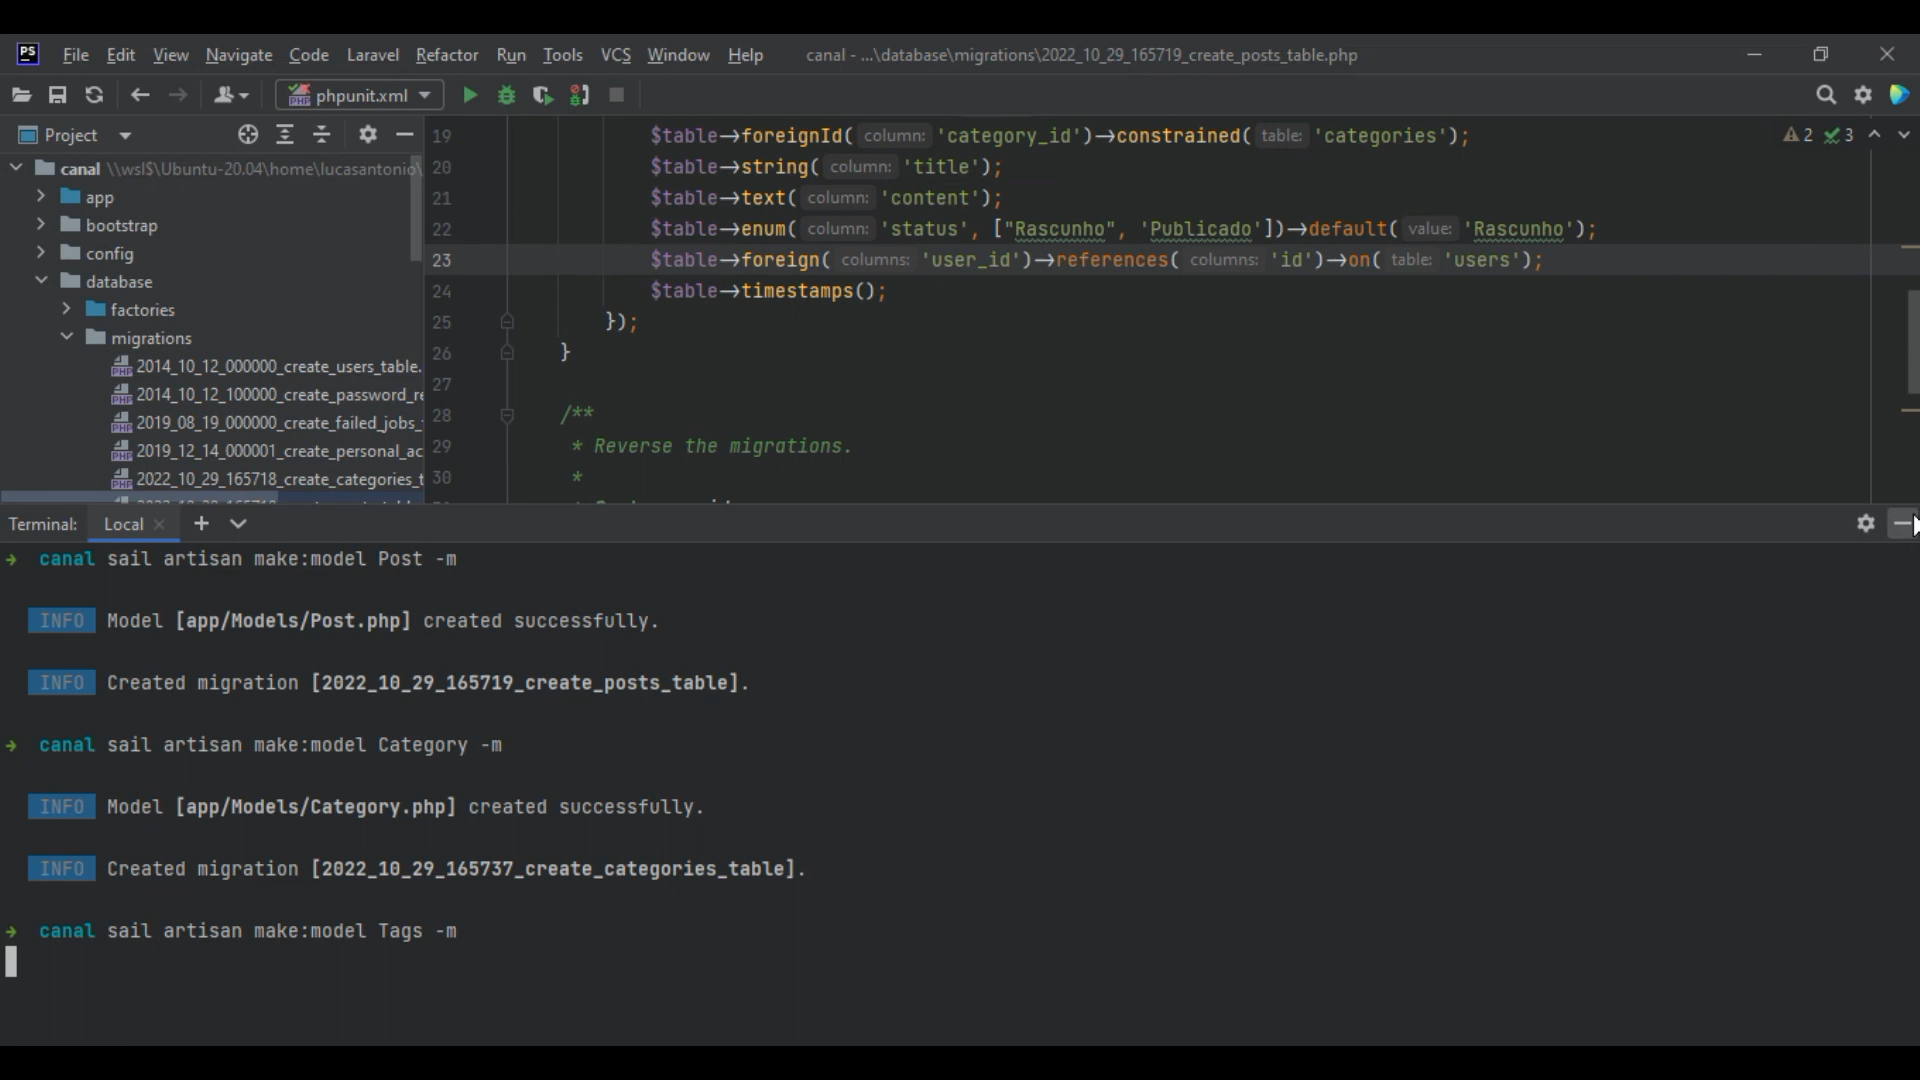 PS File Edit View Navigate Code Laravel Refactor Run Tools VCS Window Help canal - ...\database\migrations\2022_10_29_165719_create_posts_table.php
phpunit.xml
Project
canal \\wsl$\Ubuntu-20.04\home\lucasantonio\
app
bootstrap
config
database
factories
migrations
2014_10_12_000000_create_users_table.
2014_10_12_100000_create_password_re
2019_08_19_000000_create_failed_jobs_
2019_12_14_000001_create_personal_ac
2022_10_29_165718_create_categories_t
19 $table→foreignId( column: 'category_id')→constrained( table: 'categories');
2 3
20 $table→string( column: 'title');
21 $table→text( column: 'content');
22 $table→enum( column: 'status', ["Rascunho", 'Publicado'])→default( value: 'Rascunho');
23 $table→foreign( columns: 'user_id')→references( columns: 'id')→on( table: 'users');
24 $table→timestamps();
25 });
26 }
27
28 /**
29 * Reverse the migrations.
30 *
Terminal: Local
→ canal sail artisan make:model Post -m
INFO Model [app/Models/Post.php] created successfully.
INFO Created migration [2022_10_29_165719_create_posts_table].
→ canal sail artisan make:model Category -m
INFO Model [app/Models/Category.php] created successfully.
INFO Created migration [2022_10_29_165737_create_categories_table].
→ canal sail artisan make:model Tags -m